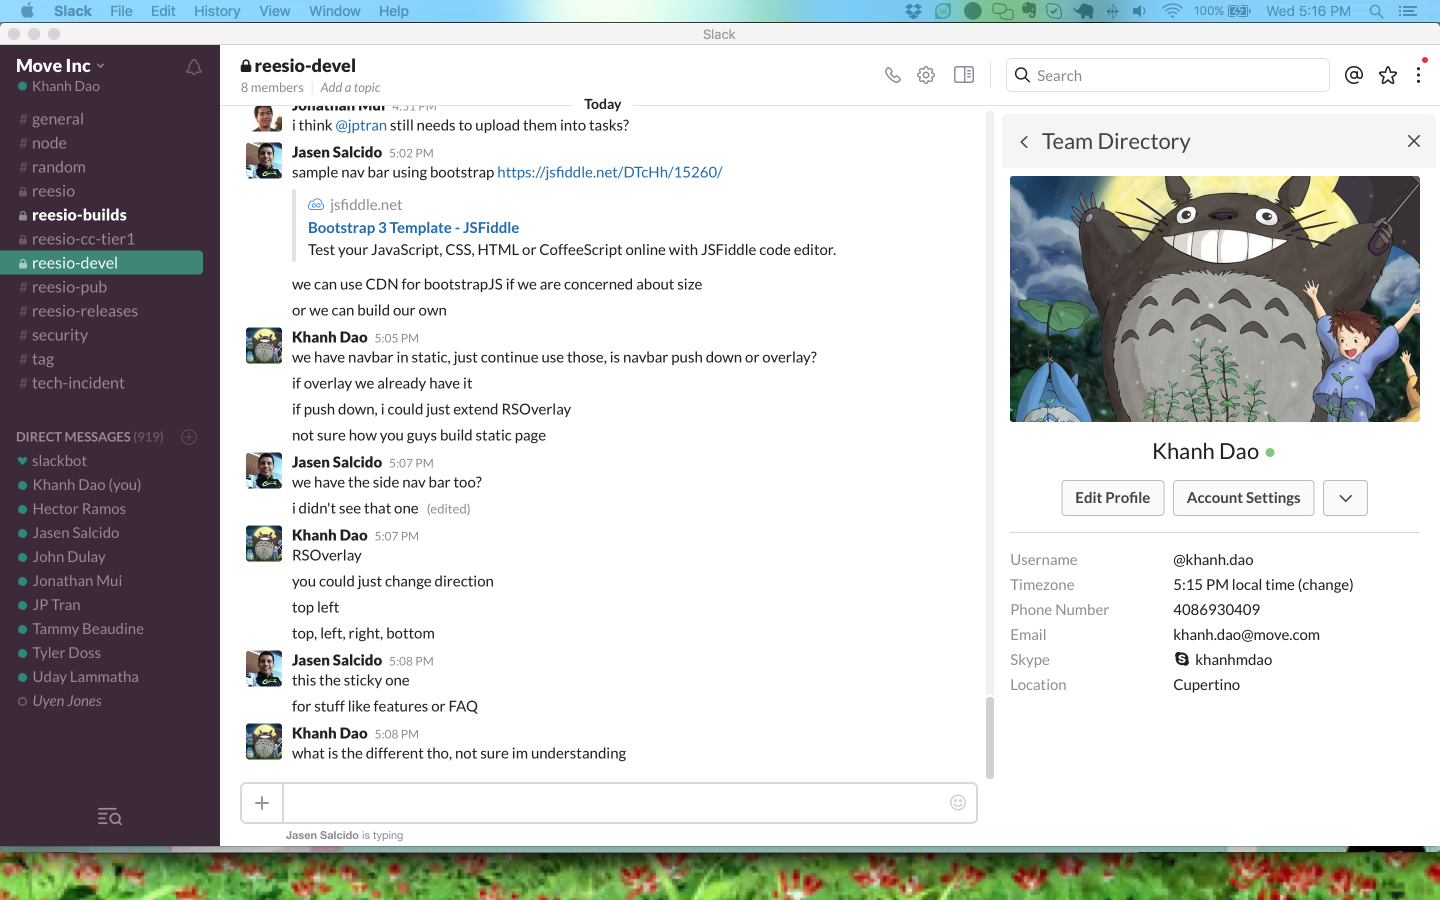 Slack File Edit History View Window Help 100% Wed 5:16 PM
Slack
Move Inc
Khanh Dao
# general
# node
# random
# reesio
reesio-builds
reesio-cc-tier1
reesio-devel
# reesio-pub
# reesio-releases
# security
# tag
# tech-incident
DIRECT MESSAGES (919)
slackbot
Khanh Dao (you)
Hector Ramos
Jasen Salcido
John Dulay
Jonathan Mui
JP Tran
Tammy Beaudine
Tyler Doss
Uday Lammatha
Uyen Jones
reesio-devel
8 members Add a topic
Search
Today
Jonathan Mui 4:51 PM
i think @jptran still needs to upload them into tasks?
Jasen Salcido 5:02 PM
sample nav bar using bootstrap https://jsfiddle.net/DTcHh/15260/
jsfiddle.net
Bootstrap 3 Template - JSFiddle
Test your JavaScript, CSS, HTML or CoffeeScript online with JSFiddle code editor.
we can use CDN for bootstrapJS if we are concerned about size
or we can build our own
Khanh Dao 5:05 PM
we have navbar in static, just continue use those, is navbar push down or overlay?
if overlay we already have it
if push down, i could just extend RSOverlay
not sure how you guys build static page
Jasen Salcido 5:07 PM
we have the side nav bar too?
i didn't see that one (edited)
Khanh Dao 5:07 PM
RSOverlay
you could just change direction
top left
top, left, right, bottom
Jasen Salcido 5:08 PM
this the sticky one
for stuff like features or FAQ
Khanh Dao 5:08 PM
what is the different tho, not sure im understanding
Jasen Salcido is typing
Team Directory
Khanh Dao
Edit Profile Account Settings
Username @khanh.dao
Timezone 5:15 PM local time (change)
Phone Number 4086930409
Email khanh.dao@move.com
Skype khanhmdao
Location Cupertino